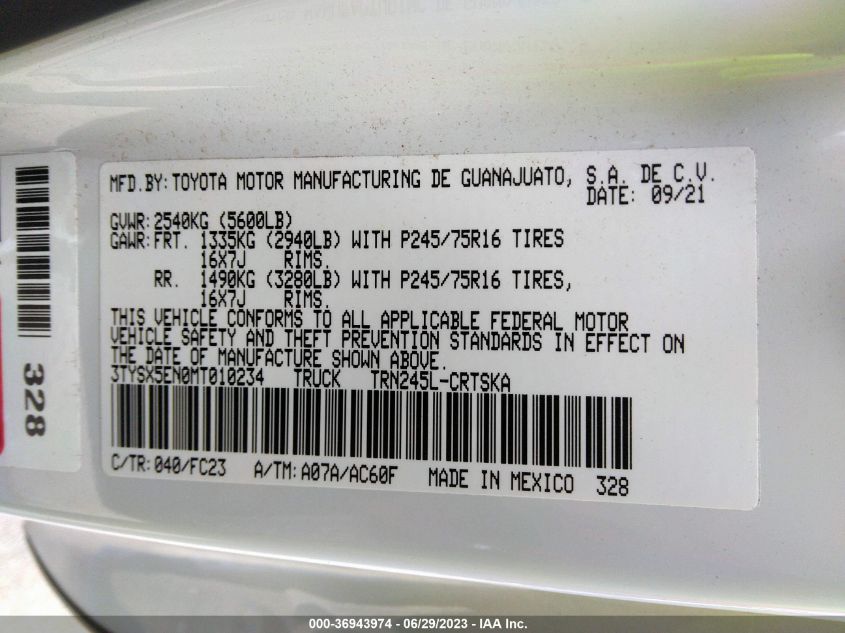 MFD.BY: TOYOTA MOTOR MANUFACTURING DE GUANAJUATO, S.A. DE C.V.
DATE: 09/21
GVWR: 2540KG (5600LB)
GAWR: FRT. 1335KG (2940LB) WITH P245/75R16 TIRES
16X7J RIMS.
RR. 1490KG (3280LB) WITH P245/75R16 TIRES,
16X7J RIMS.
THIS VEHICLE CONFORMS TO ALL APPLICABLE FEDERAL MOTOR
VEHICLE SAFETY AND THEFT PREVENTION STANDARDS IN EFFECT ON
THE DATE OF MANUFACTURE SHOWN ABOVE.
3TYSX5EN0MT010234 TRUCK TRN245L-CRTSKA
C/TR: 040/FC23 A/TM: A07A/AC60F MADE IN MEXICO 328
328
000-36943974 / 06/29/2023 - IAA Inc.